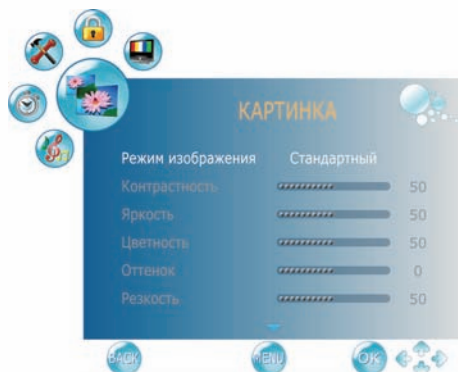 КАРТИНКА
Режим изображения Стандартный
Контрастность 50
Яркость 50
Цветность 50
Оттенок 0
Резкость 50
BACK MENU OK